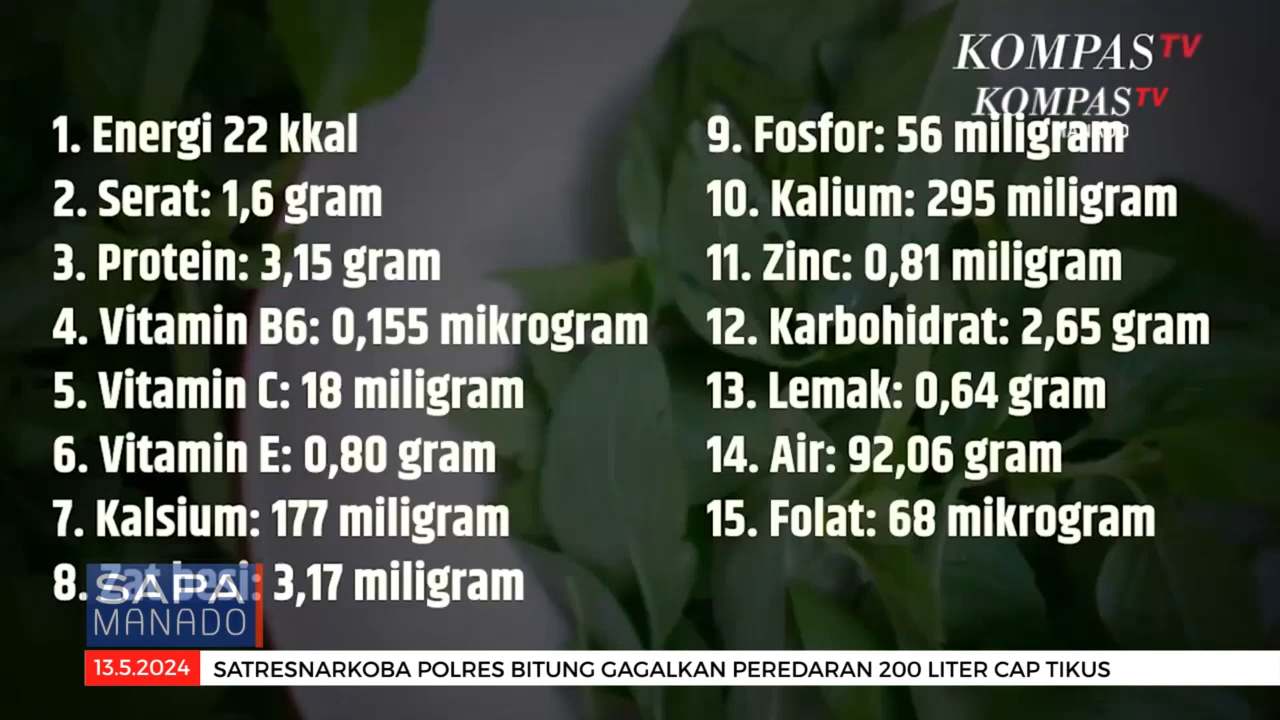 KOMPASTV
KOMPASTV
MANADO
1. Energi 22 kkal
2. Serat: 1,6 gram
3. Protein: 3,15 gram
4. Vitamin B6: 0,155 mikrogram
5. Vitamin C: 18 miligram
6. Vitamin E: 0,80 gram
7. Kalsium: 177 miligram
8. Zat besi: 3,17 miligram
9. Fosfor: 56 miligram
10. Kalium: 295 miligram
11. Zinc: 0,81 miligram
12. Karbohidrat: 2,65 gram
13. Lemak: 0,64 gram
14. Air: 92,06 gram
15. Folat: 68 mikrogram
SAPA
MANADO
13.5.2024 SATRESNARKOBA POLRES BITUNG GAGALKAN PEREDARAN 200 LITER CAP TIKUS